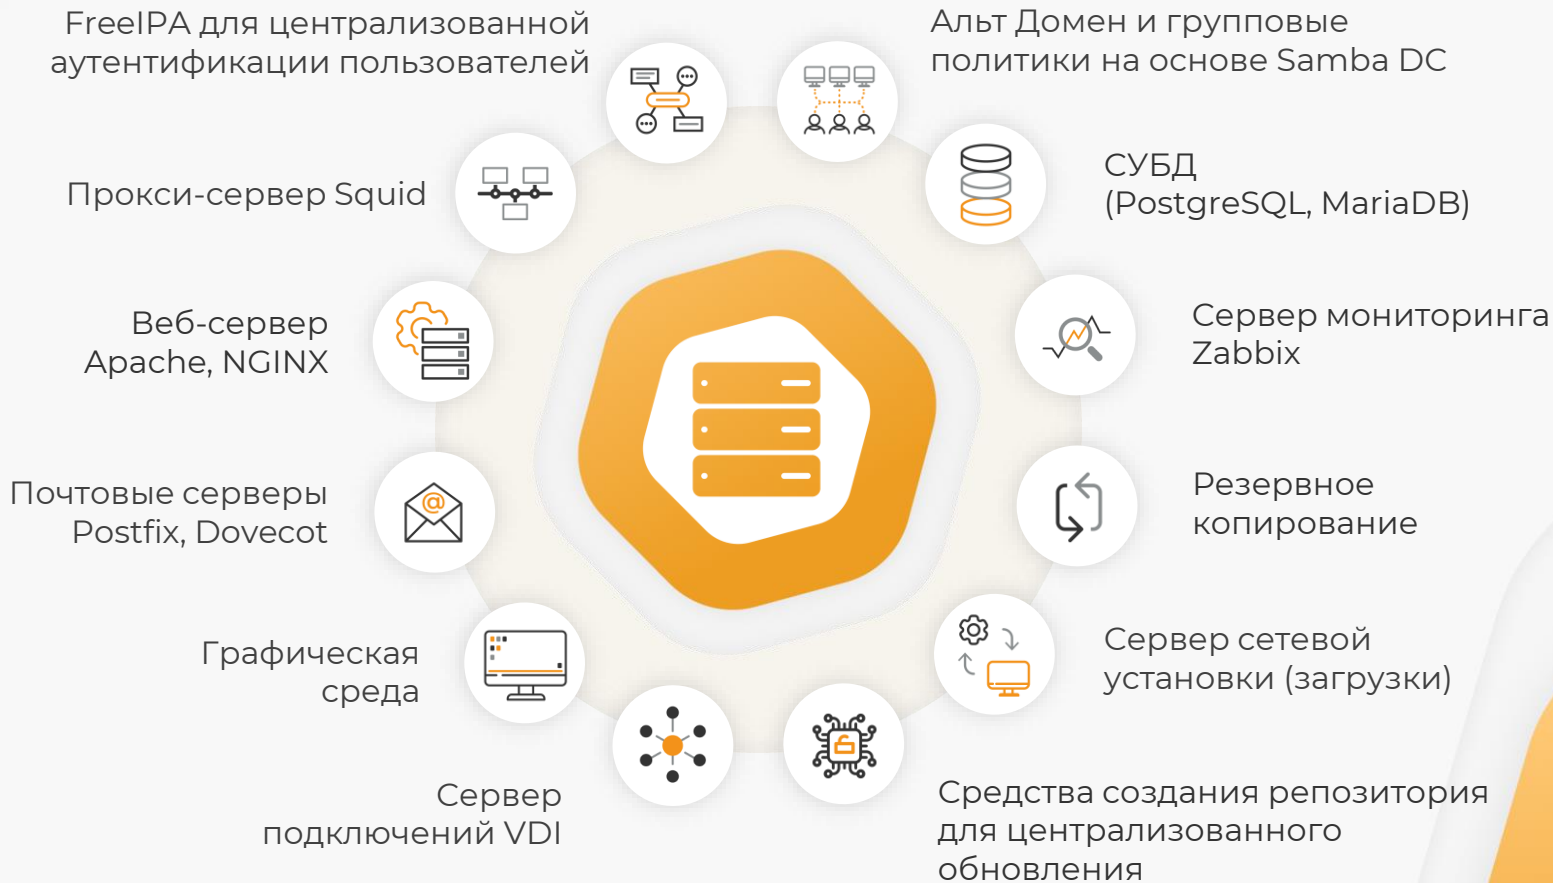 FreeIPA для централизованной
аутентификации пользователей
Альт Домен и групповые
политики на основе Samba DC
Прокси-сервер Squid
СУБД
(PostgreSQL, MariaDB)
Веб-сервер
Apache, NGINX
Сервер мониторинга
Zabbix
Почтовые серверы
Postfix, Dovecot
@
Резервное
копирование
Графическая
среда
Сервер сетевой
установки (загрузки)
Сервер
подключений VDI
Средства создания репозитория
для централизованного
обновления